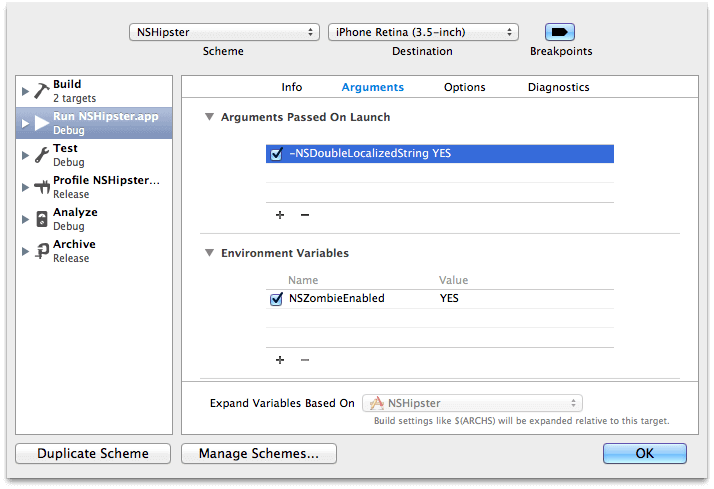 NSHipster
iPhone Retina (3.5-inch)
Scheme
Destination
Breakpoints
Build
2 targets
Run NSHipster.app
Debug
Test
Debug
Profile NSHipster...
Release
Analyze
Debug
Archive
Release
Info
Arguments
Options
Diagnostics
Arguments Passed On Launch
-NSDoubleLocalizedString YES
+ −
Environment Variables
Name Value
NSZombieEnabled YES
+ −
Expand Variables Based On NSHipster
Build settings like $(ARCHS) will be expanded relative to this target.
Duplicate Scheme
Manage Schemes...
OK